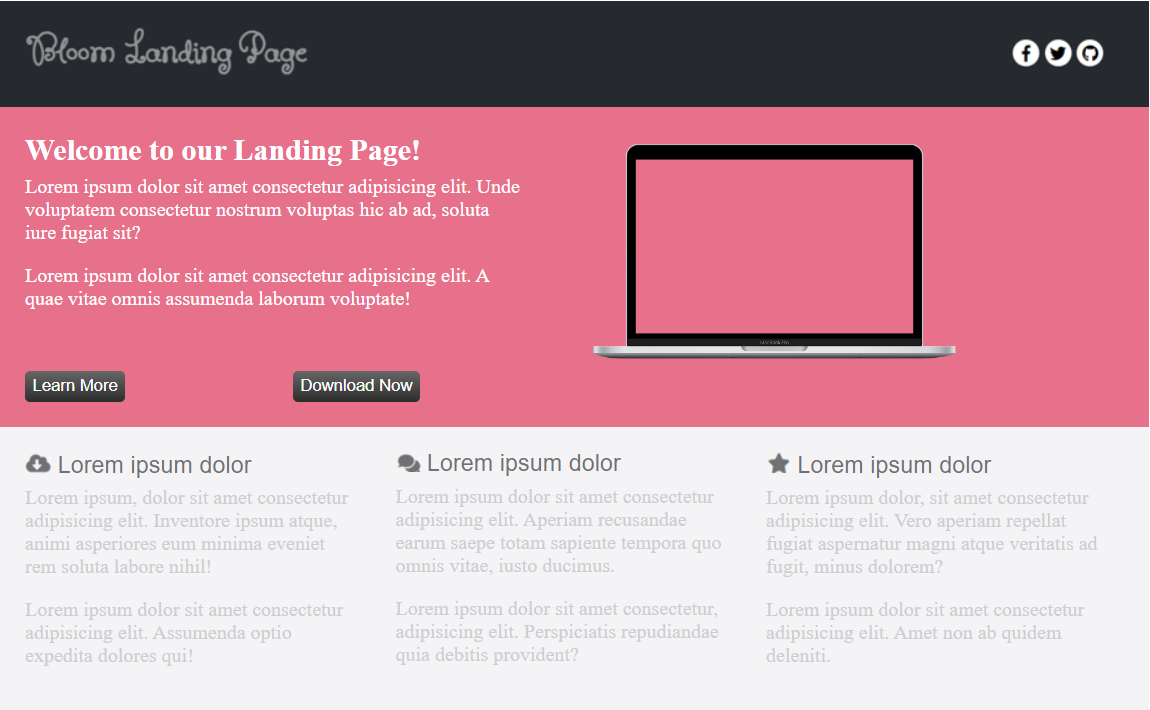 Bloom Landing Page
Welcome to our Landing Page!
Lorem ipsum dolor sit amet consectetur adipisicing elit. Unde
voluptatem consectetur nostrum voluptas hic ab ad, soluta
iure fugiat sit?
Lorem ipsum dolor sit amet consectetur adipisicing elit. A
quae vitae omnis assumenda laborum voluptate!
MacBook Pro
Learn More
Download Now
Lorem ipsum dolor
Lorem ipsum, dolor sit amet consectetur
adipisicing elit. Inventore ipsum atque,
animi asperiores eum minima eveniet
rem soluta labore nihil!
Lorem ipsum dolor sit amet consectetur
adipisicing elit. Assumenda optio
expedita dolores qui!
Lorem ipsum dolor
Lorem ipsum dolor sit amet consectetur
adipisicing elit. Aperiam recusandae
earum saepe totam sapiente tempora quo
omnis vitae, iusto ducimus.
Lorem ipsum dolor sit amet consectetur,
adipisicing elit. Perspiciatis repudiandae
quia debitis provident?
Lorem ipsum dolor
Lorem ipsum dolor, sit amet consectetur
adipisicing elit. Vero aperiam repellat
fugiat aspernatur magni atque veritatis ad
fugit, minus dolorem?
Lorem ipsum dolor sit amet consectetur
adipisicing elit. Amet non ab quidem
deleniti.